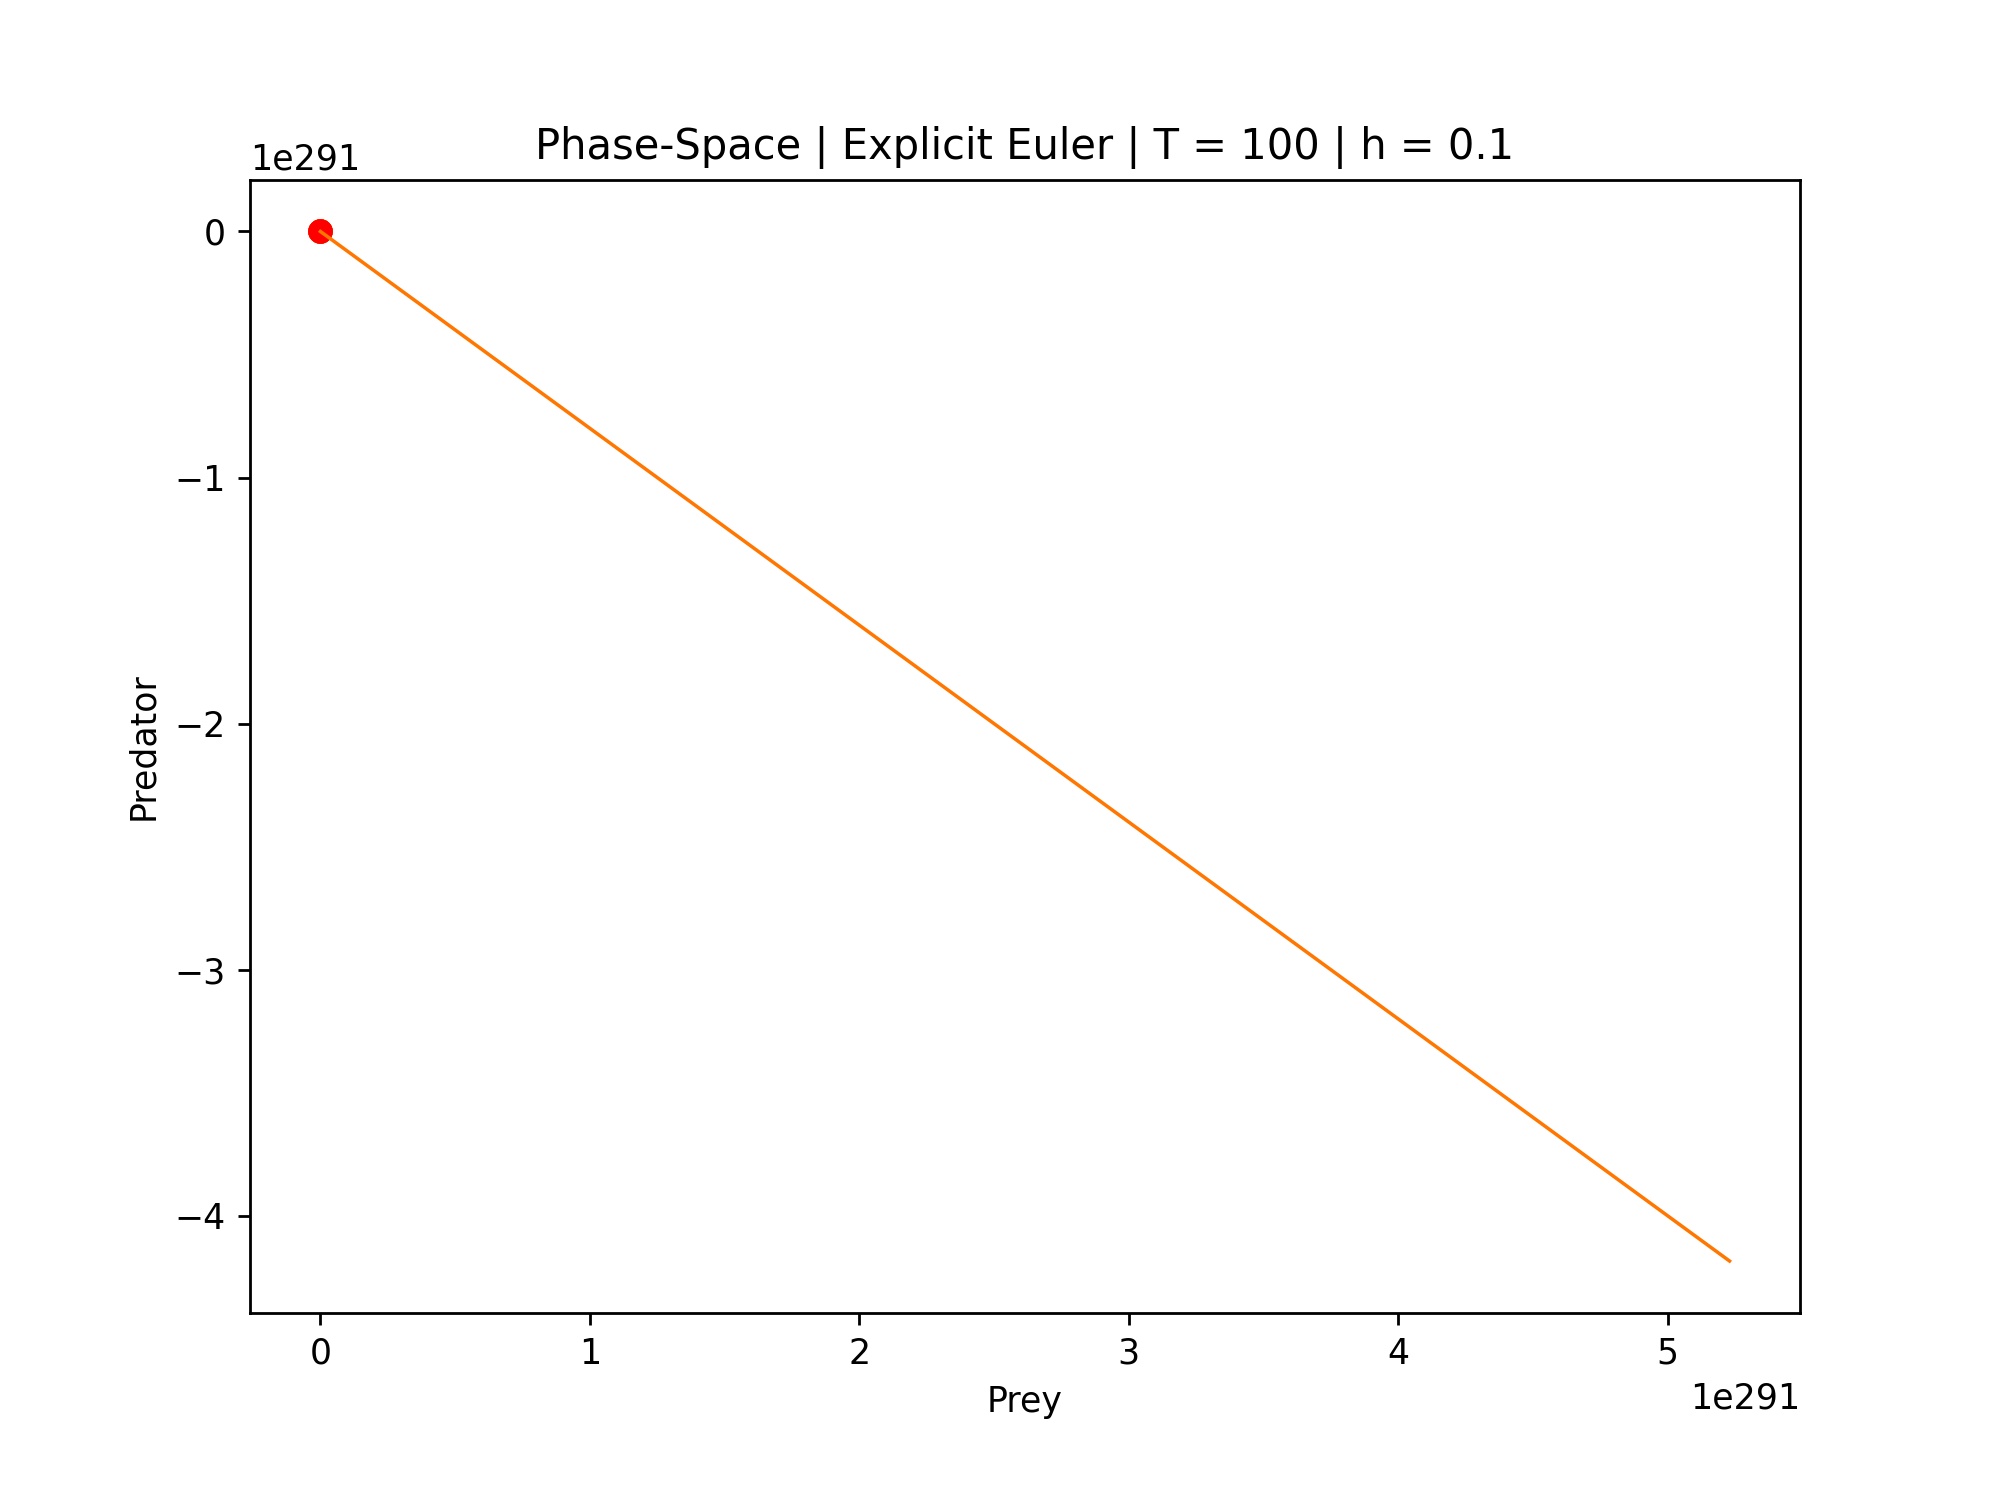 Phase-Space | Explicit Euler | T = 100 | h = 0.1
1e291
0
−1
−2
−3
−4
Predator
0 1 2 3 4 5
1e291
Prey